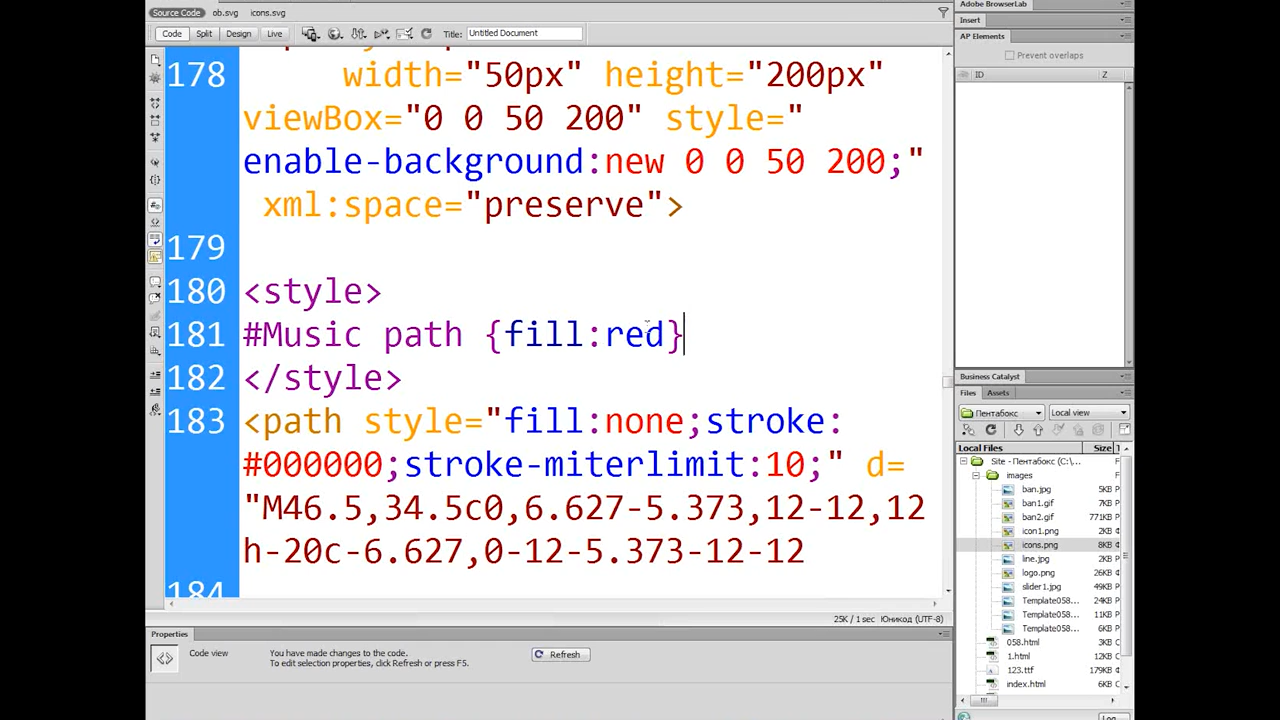 Source Code ob.svg icons.svg
Code Split Design Live Title: Untitled Document
178 width="50px" height="200px"
viewBox="0 0 50 200" style="
enable-background:new 0 0 50 200;"
xml:space="preserve">
179
180 <style>
181 #Music path {fill:red}
182 </style>
183 <path style="fill:none;stroke:
#000000;stroke-miterlimit:10;" d=
"M46.5,34.5c0,6.627-5.373,12-12,12
h-20c-6.627,0-12-5.373-12-12
184
25K / 1 sec Юникод (UTF-8)
Properties
Code view
You have made changes to the code.
To edit selection properties, click Refresh or press F5.
Refresh
Adobe BrowserLab
Insert
AP Elements
Prevent overlaps
ID Z
Business Catalyst
Files Assets
Пентабокс Local view
Local Files Size
Site - Пентабокс (C:\...
images
ban.jpg 5KB
ban1.gif 73KB
ban2.gif 771KB
icon1.png 2KB
icons.png 8KB
line.jpg 2KB
logo.png 26KB
slider1.jpg 49KB
Template058... 24KB
Template058... 11KB
Template058... 6KB
058.html 3KB
1.html 12KB
123.ttf 179KB
index.html 26KB